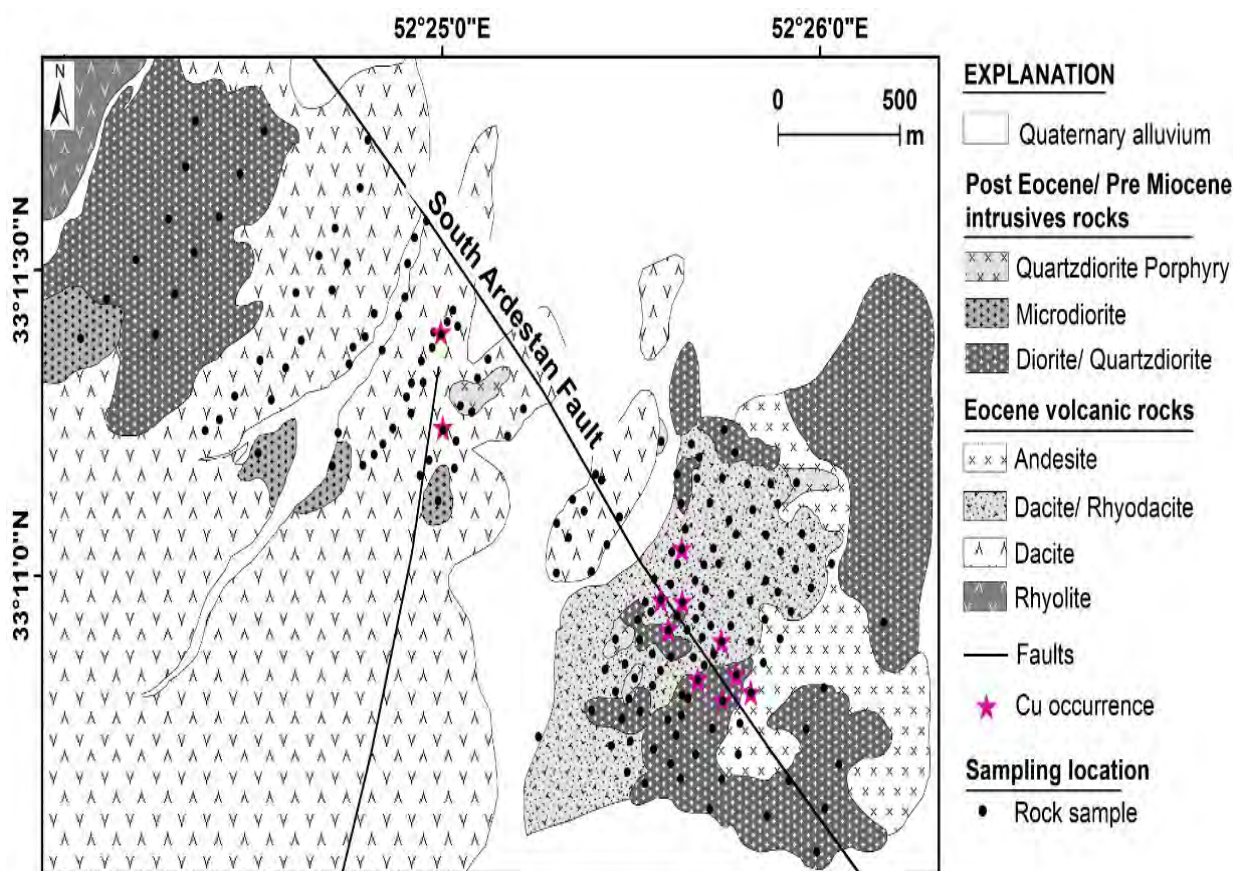 52°25'0"E
52°26'0"E
N
0
500
m
33°11'30"N
33°11'0"N
South Ardestan Fault
EXPLANATION
Quaternary alluvium
Post Eocene/ Pre Miocene
intrusives rocks
Quartzdiorite Porphyry
Microdiorite
Diorite/ Quartzdiorite
Eocene volcanic rocks
Andesite
Dacite/ Rhyodacite
Dacite
Rhyolite
Faults
Cu occurrence
Sampling location
Rock sample